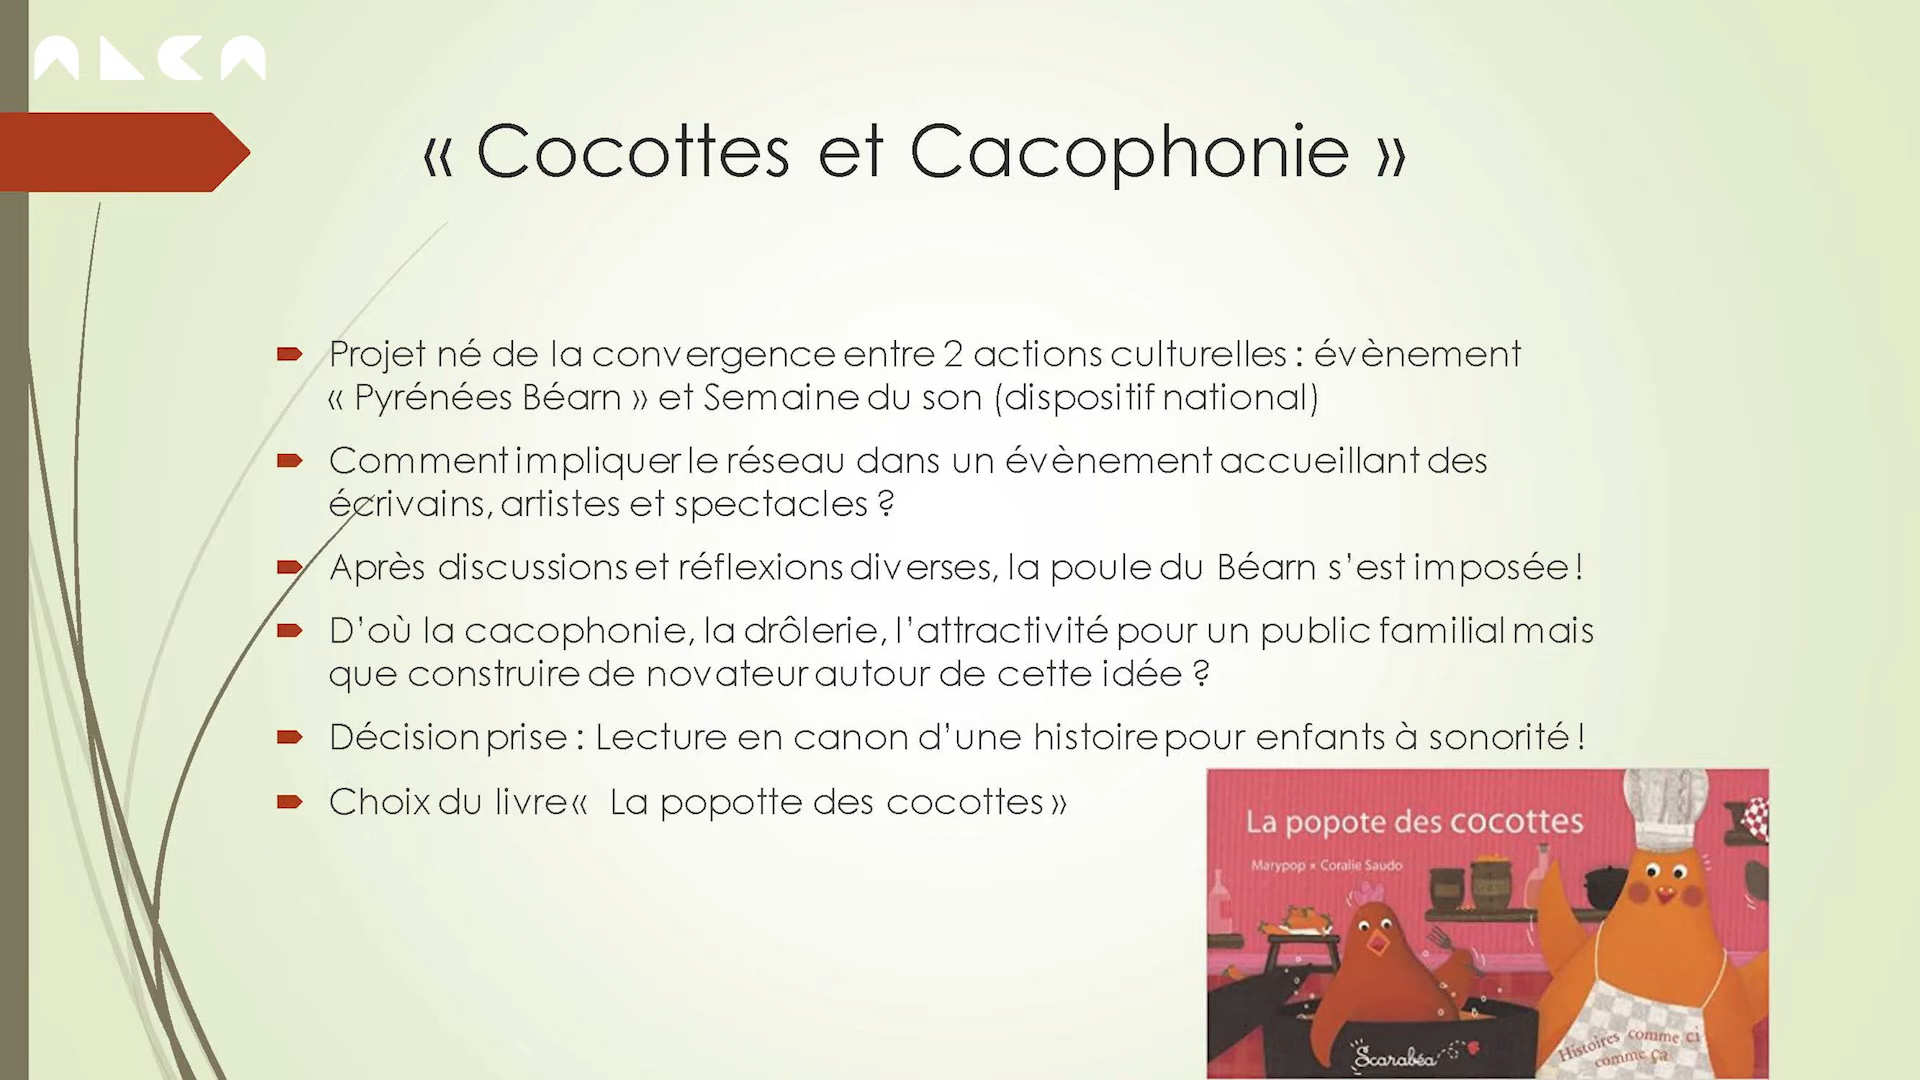 ALCA
« Cocottes et Cacophonie »
Projet né de la convergence entre 2 actions culturelles : évènement
« Pyrénées Béarn » et Semaine du son (dispositif national)
Comment impliquer le réseau dans un évènement accueillant des
écrivains, artistes et spectacles ?
Après discussions et réflexions diverses, la poule du Béarn s’est imposée !
D’où la cacophonie, la drôlerie, l’attractivité pour un public familial mais
que construire de novateur autour de cette idée ?
Décision prise : Lecture en canon d’une histoire pour enfants à sonorité !
Choix du livre « La popotte des cocottes »
La popote des cocottes
Marypop × Coralie Saudo
Histoires comme ci
comme ça
Scarabéa